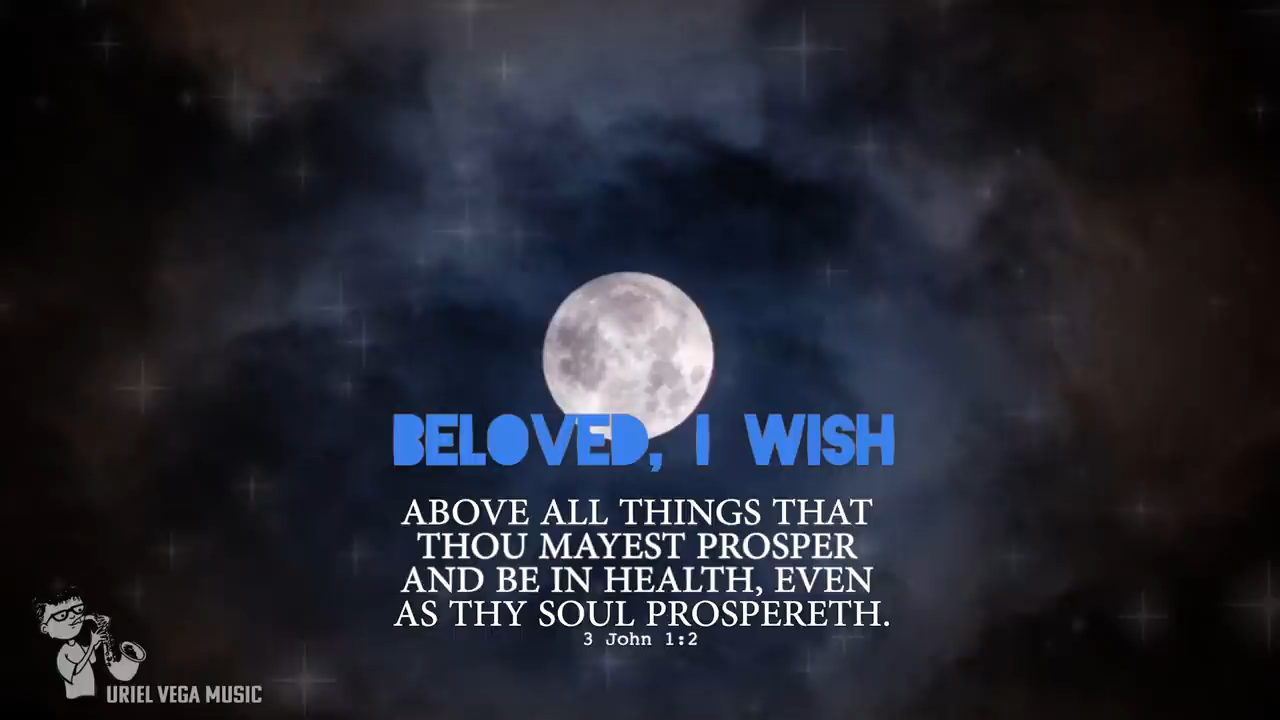 BELOVED, I WISH
ABOVE ALL THINGS THAT
THOU MAYEST PROSPER
AND BE IN HEALTH, EVEN
AS THY SOUL PROSPERETH.
3 John 1:2
URIEL VEGA MUSIC